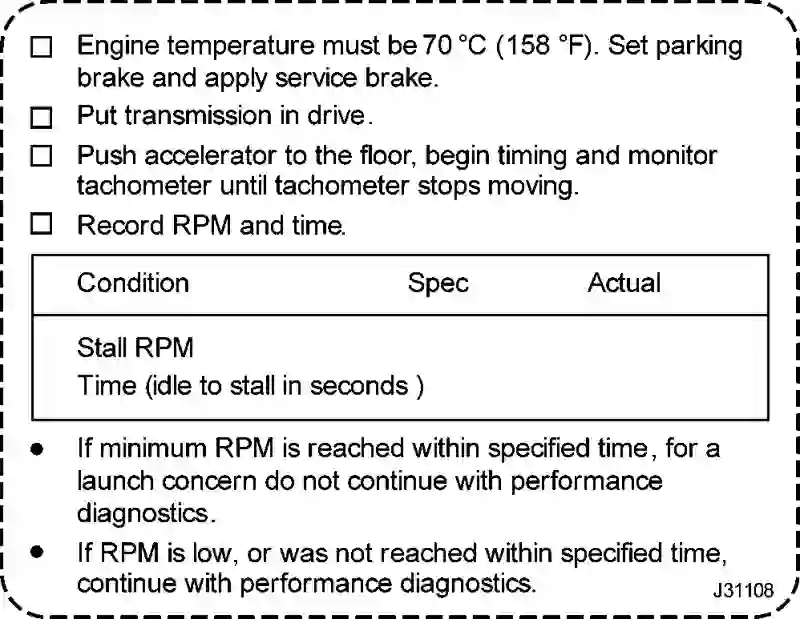 Engine temperature must be 70 °C (158 °F). Set parking
brake and apply service brake.
Put transmission in drive.
Push accelerator to the floor, begin timing and monitor
tachometer until tachometer stops moving.
Record RPM and time.
Condition Spec Actual
Stall RPM
Time (idle to stall in seconds )
If minimum RPM is reached within specified time, for a
launch concern do not continue with performance
diagnostics.
If RPM is low, or was not reached within specified time,
continue with performance diagnostics.
J31108